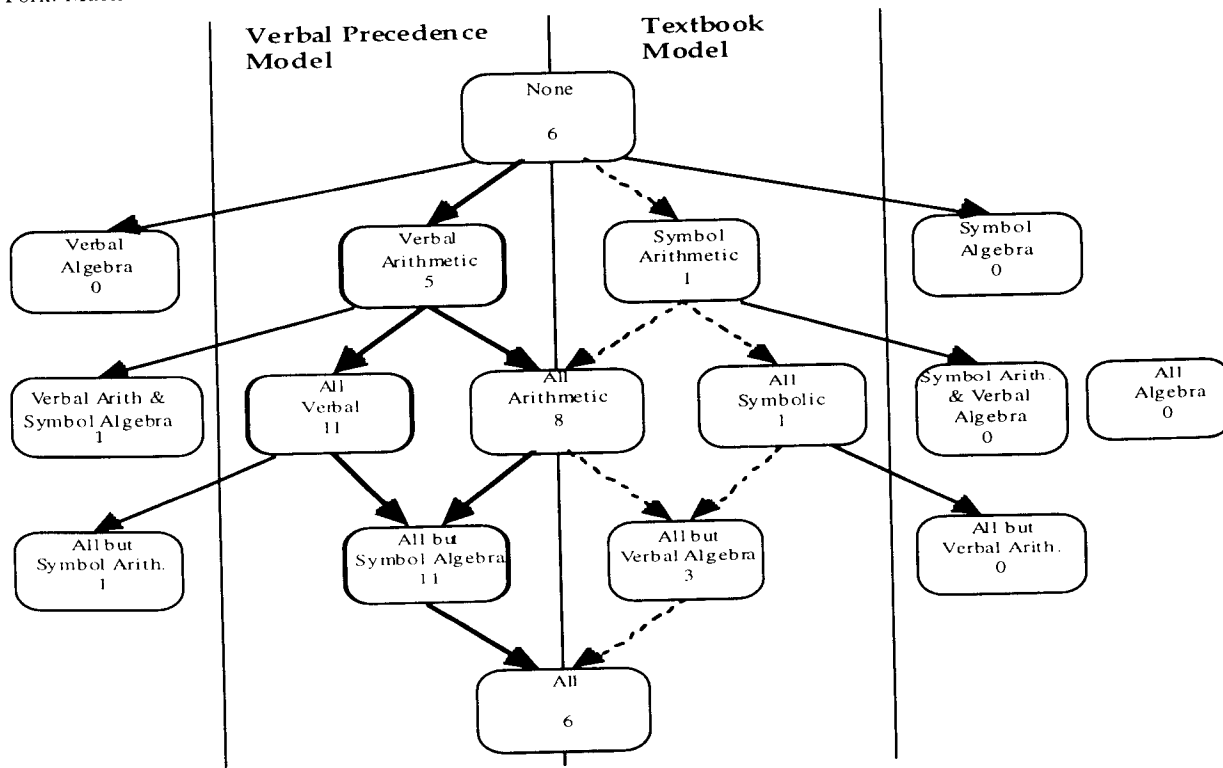 Verbal Precedence
Model
Textbook
Model
None
6
Verbal
Algebra
0
Verbal
Arithmetic
5
Symbol
Arithmetic
1
Symbol
Algebra
0
Verbal Arith &
Symbol Algebra
1
All
Verbal
11
All
Arithmetic
8
All
Symbolic
1
Symbol Arith.
& Verbal
Algebra
0
All
Algebra
0
All but
Symbol Arith.
1
All but
Symbol Algebra
11
All but
Verbal Algebra
3
All but
Verbal Arith.
0
All
6